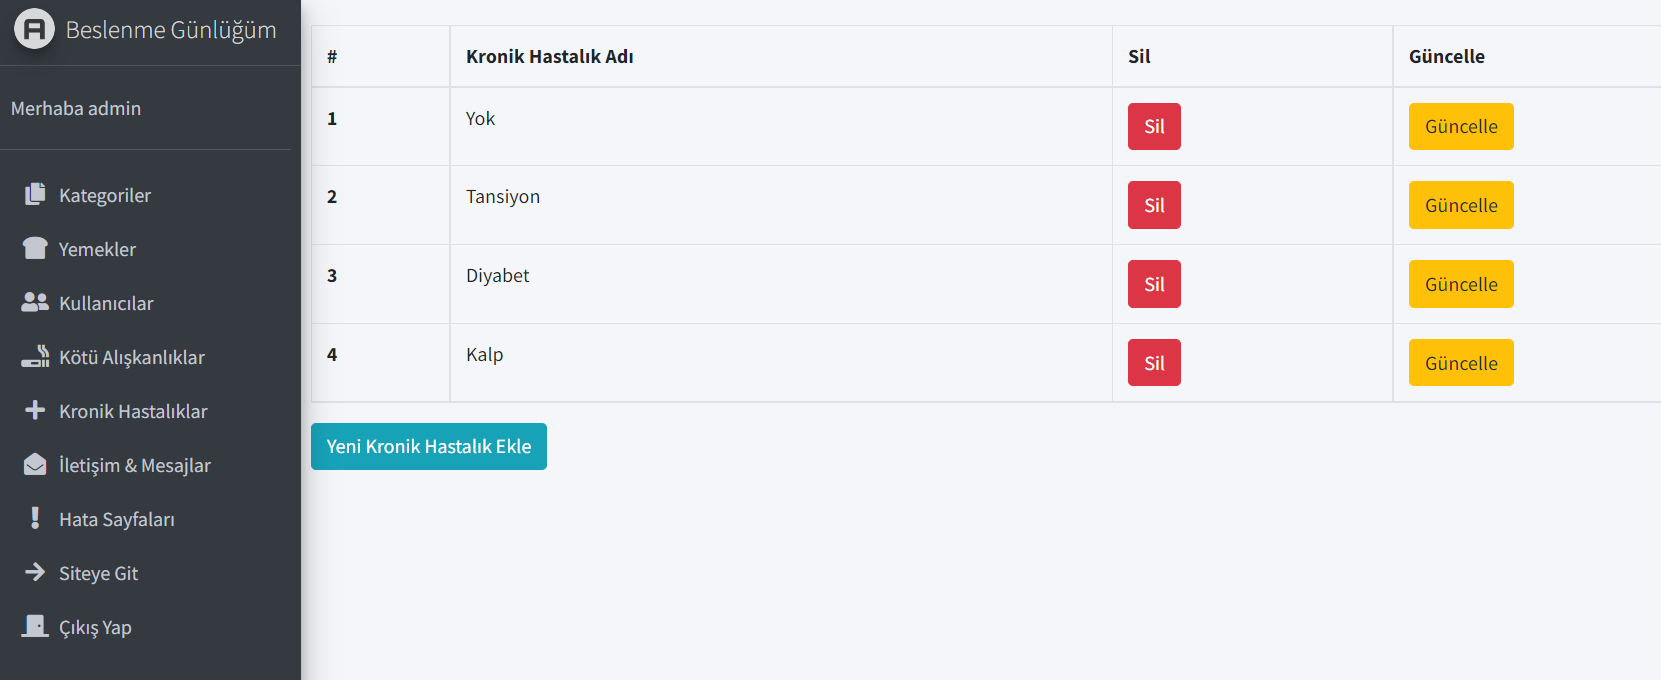 Beslenme Günlüğüm
Merhaba admin
Kategoriler
Yemekler
Kullanıcılar
Kötü Alışkanlıklar
Kronik Hastalıklar
İletişim & Mesajlar
Hata Sayfaları
Siteye Git
Çıkış Yap
# Kronik Hastalık Adı Sil Güncelle
1 Yok Sil Güncelle
2 Tansiyon Sil Güncelle
3 Diyabet Sil Güncelle
4 Kalp Sil Güncelle
Yeni Kronik Hastalık Ekle